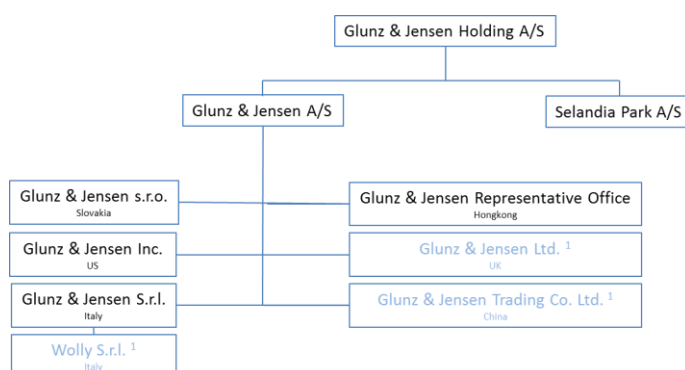 Glunz & Jensen Holding A/S
Glunz & Jensen A/S
Selandia Park A/S
Glunz & Jensen s.r.o.
Slovakia
Glunz & Jensen Representative Office
Hongkong
Glunz & Jensen Inc.
US
Glunz & Jensen Ltd. ¹
UK
Glunz & Jensen S.r.l.
Italy
Glunz & Jensen Trading Co. Ltd. ¹
China
Wolly S.r.l. ¹
Italy